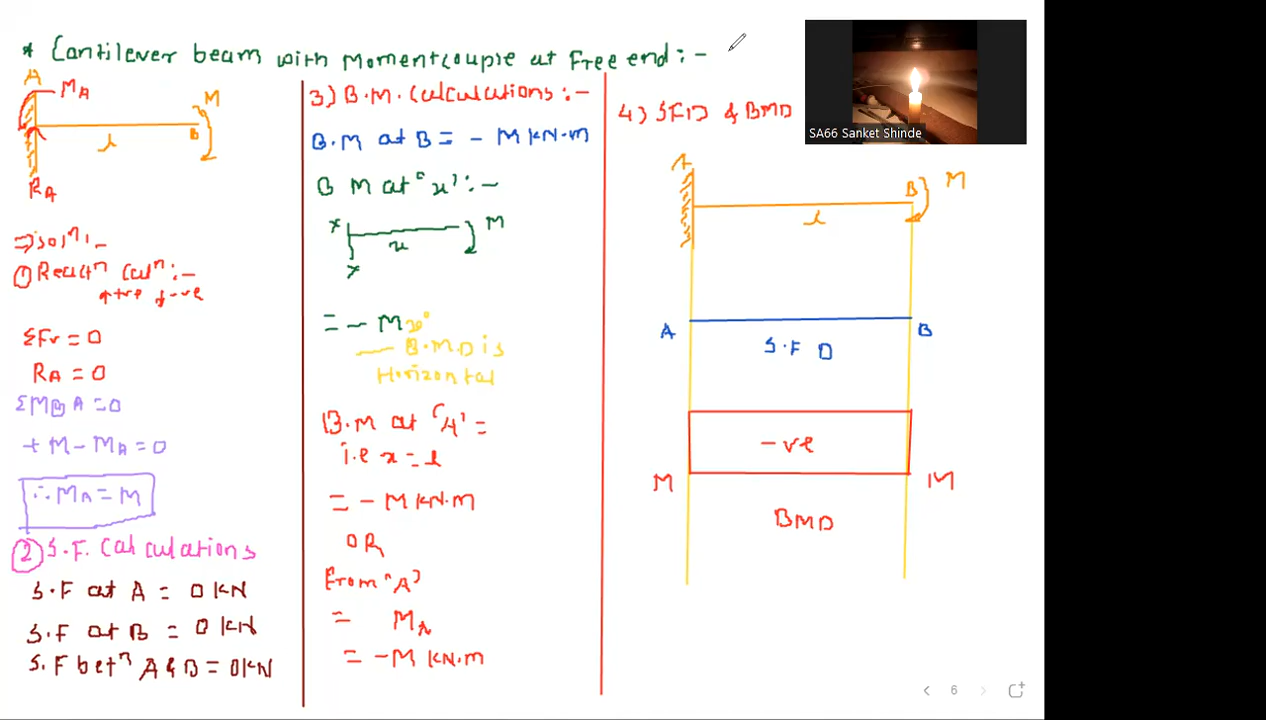 * Cantilever beam with Moment couple at Free end :-
A
MA
M
B
l
RA
=> Solⁿ :-
① Reactⁿ Calⁿ :-
↑+ve ↓-ve
ΣFv = 0
RA = 0
ΣM@A = 0
+ M - MA = 0
∴ MA = M
② S.F. Calculations
S.F at A = 0 kN
S.F at B = 0 kN
S.F betⁿ A & B = 0 kN
3) B.M. Calculations :-
B.M at B = - M kN.m
B M at 'x' :-
x
M
x
x
= - M x⁰
— B.M.D is
Horizontal
B.M at 'A' =
i.e x = l
= - M kN.m
OR
From "A"
= MA
= - M kN.m
4) SFD & BMD
SA66 Sanket Shinde
A
B
M
l
A
B
S.F D
-ve
M
M
BMD
6